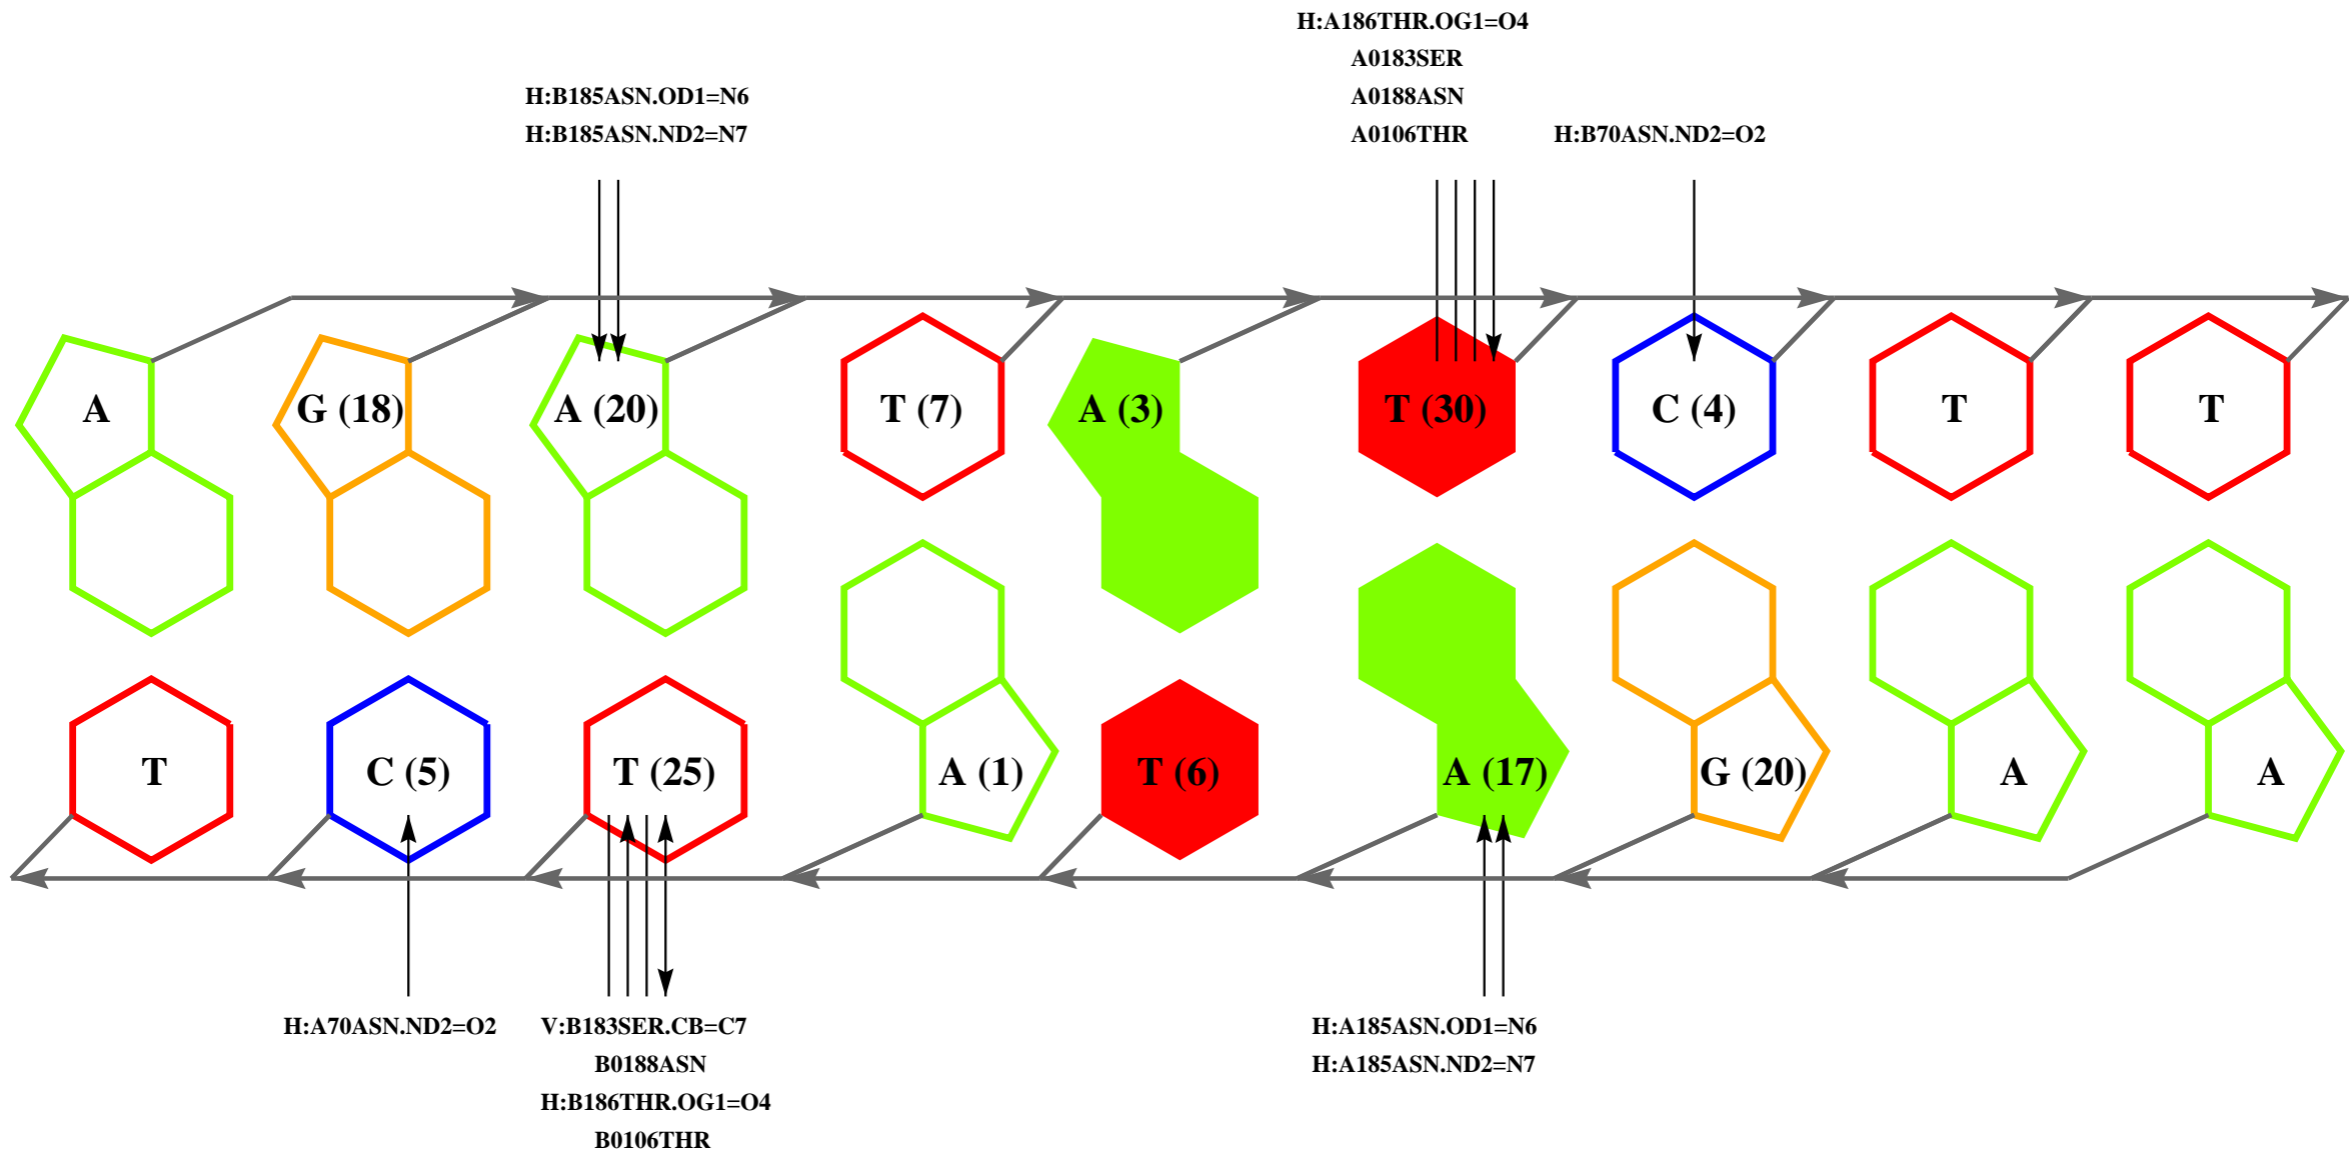 H:A186THR.OG1=O4
A0183SER
H:B185ASN.OD1=N6
A0188ASN
H:B185ASN.ND2=N7
A0106THR
H:B70ASN.ND2=O2
A
G (18)
A (20)
T (7)
A (3)
T (30)
C (4)
T
T
T
C (5)
T (25)
A (1)
T (6)
A (17)
G (20)
A
A
H:A70ASN.ND2=O2
V:B183SER.CB=C7
H:A185ASN.OD1=N6
B0188ASN
H:A185ASN.ND2=N7
H:B186THR.OG1=O4
B0106THR